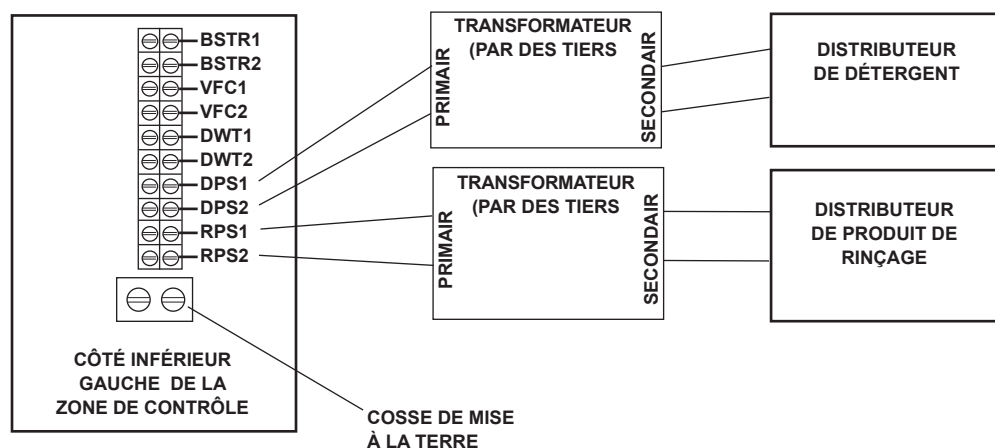 BSTR1
BSTR2
VFC1
VFC2
DWT1
DWT2
DPS1
DPS2
RPS1
RPS2
CÔTÉ INFÉRIEUR
GAUCHE DE LA
ZONE DE CONTRÔLE
COSSE DE MISE
À LA TERRE
TRANSFORMATEUR
(PAR DES TIERS
PRIMAIR
SECONDAIR
DISTRIBUTEUR
DE DÉTERGENT
TRANSFORMATEUR
(PAR DES TIERS
PRIMAIR
SECONDAIR
DISTRIBUTEUR
DE PRODUIT DE
RINÇAGE